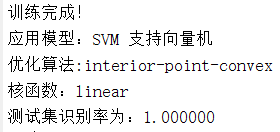 训练完成!
应用模型: SVM 支持向量机
优化算法:interior-point-convex
核函数: linear
测试集识别率为: 1.000000